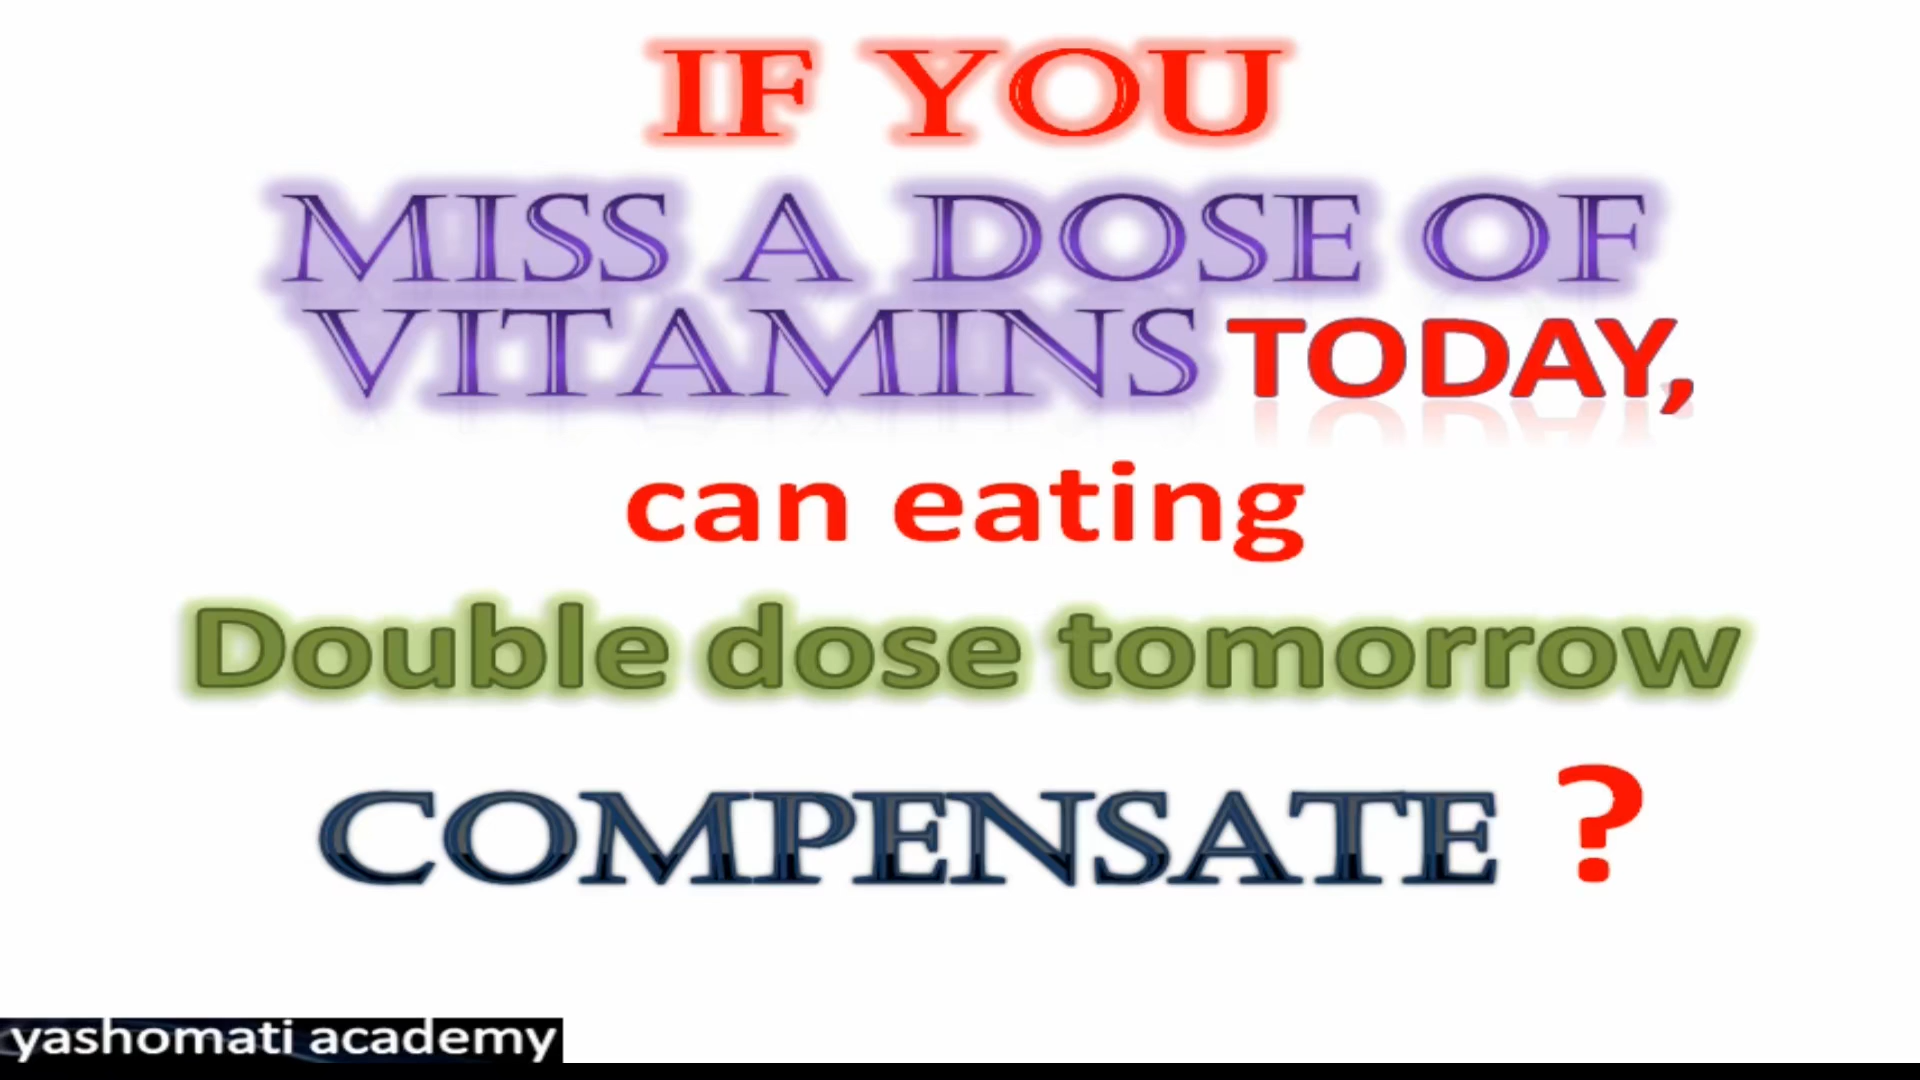 IF YOU
MISS A DOSE OF
VITAMINS TODAY,
can eating
Double dose tomorrow
COMPENSATE ?
yashomati academy